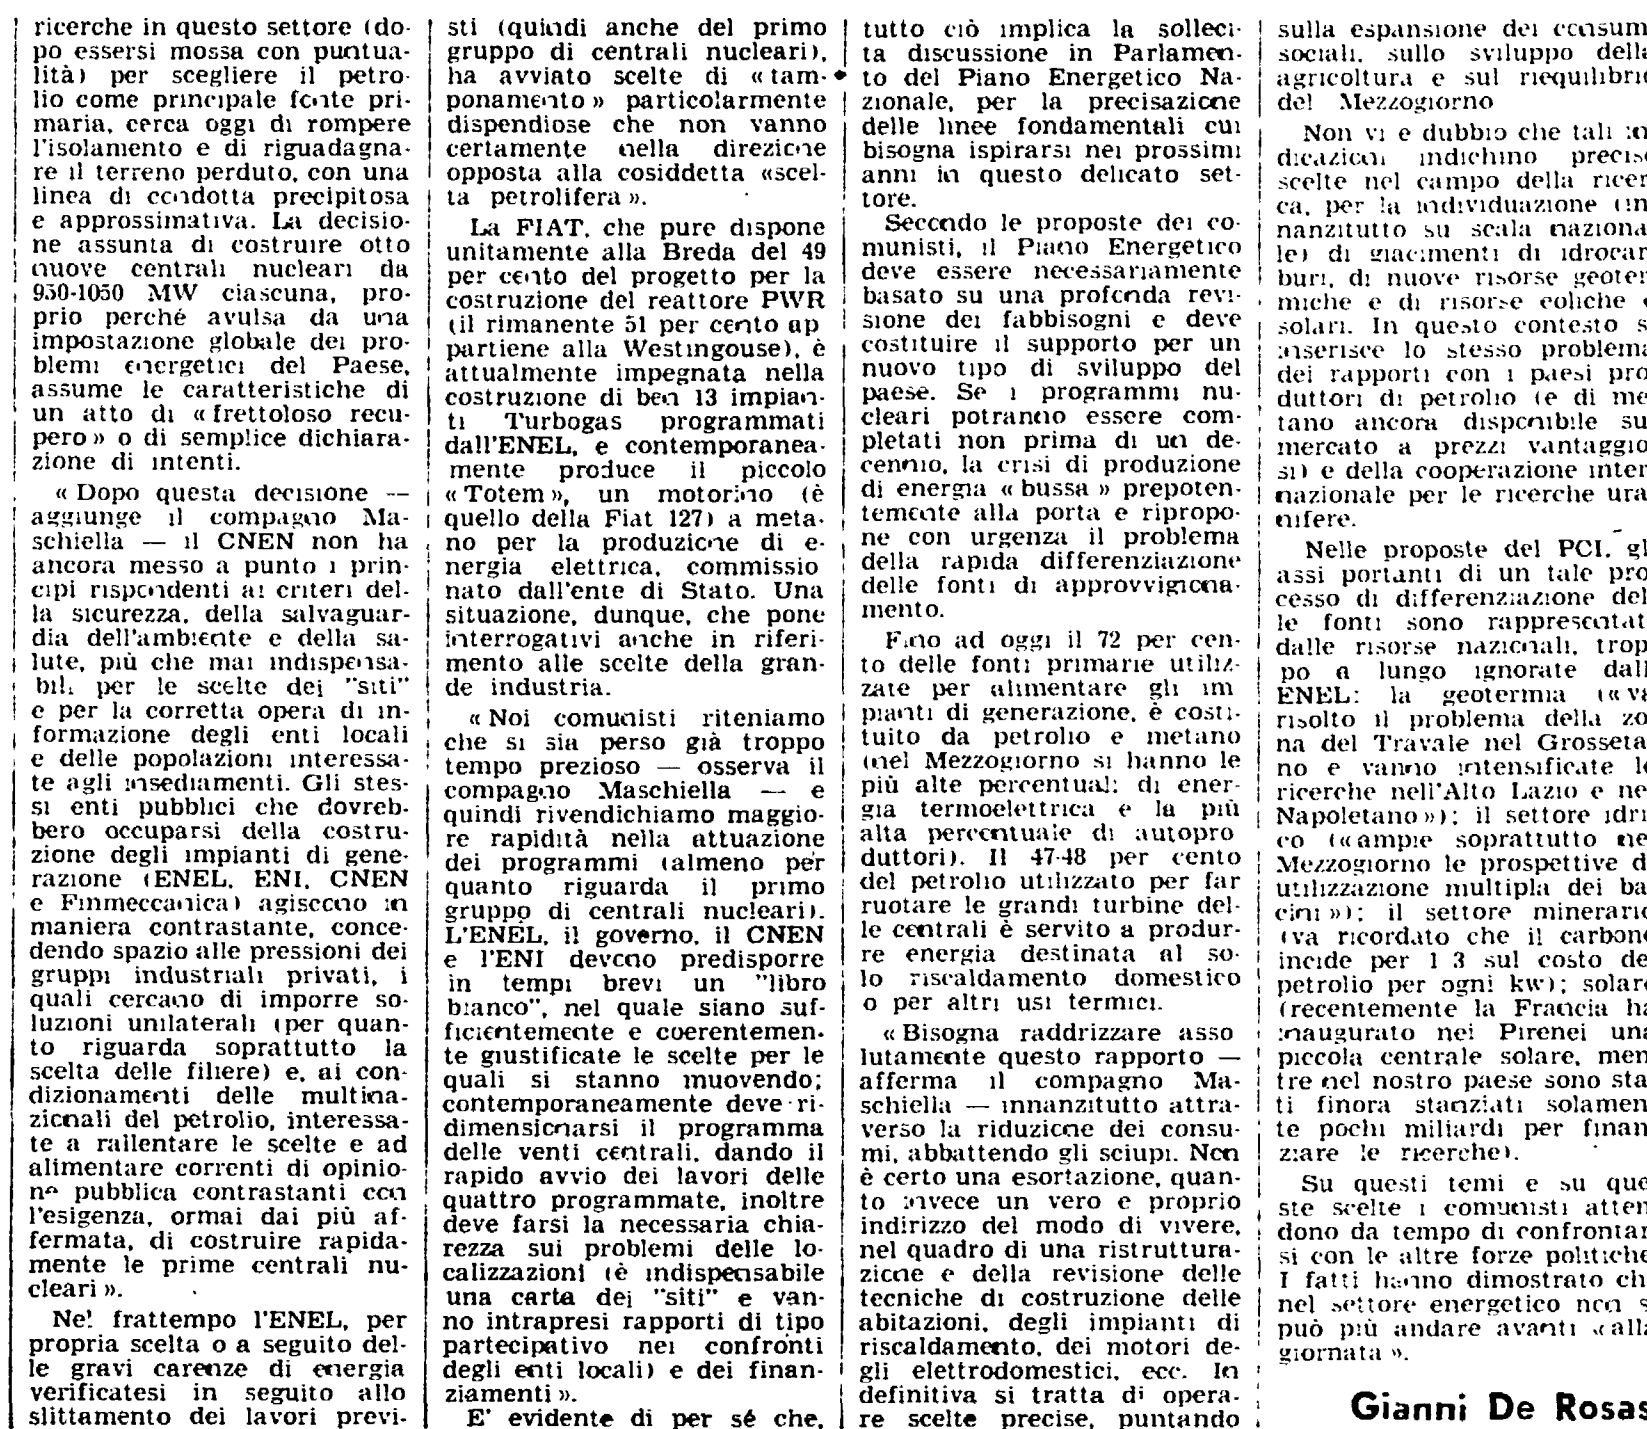 ricerche in questo settore (do-
po essersi mossa con puntua-
lità) per scegliere il petro-
lio come principale fonte pri-
maria, cerca oggi di rompere
l'isolamento e di riguadagna-
re il terreno perduto, con una
linea di condotta precipitosa
e approssimativa. La decisio-
ne assunta di costruire otto
nuove centrali nucleari da
950-1050 MW ciascuna, pro-
prio perché avulsa da una
impostazione globale dei pro-
blemi energetici del Paese,
assume le caratteristiche di
un atto di « frettoloso recu-
pero » o di semplice dichiara-
zione di intenti.
« Dopo questa decisione —
aggiunge il compagno Ma-
schiella — il CNEN non ha
ancora messo a punto i prin-
cipi rispondenti ai criteri del-
la sicurezza, della salvaguar-
dia dell'ambiente e della sa-
lute, più che mai indispensa-
bili per le scelte dei "siti"
e per la corretta opera di in-
formazione degli enti locali
e delle popolazioni interessa-
te agli insediamenti. Gli stes-
si enti pubblici che dovreb-
bero occuparsi della costru-
zione degli impianti di gene-
razione (ENEL, ENI, CNEN
e Finmeccanica) agiscono in
maniera contrastante, conce-
dendo spazio alle pressioni dei
gruppi industriali privati, i
quali cercano di imporre so-
luzioni unilaterali (per quan-
to riguarda soprattutto la
scelta delle filiere) e, ai con-
dizionamenti delle multina-
zionali del petrolio, interessa-
te a rallentare le scelte e ad
alimentare correnti di opinio-
ne pubblica contrastanti con
l'esigenza, ormai dai più af-
fermata, di costruire rapida-
mente le prime centrali nu-
cleari ».
Nel frattempo l'ENEL, per
propria scelta o a seguito del-
le gravi carenze di energia
verificatesi in seguito allo
slittamento dei lavori previ-
sti (quindi anche del primo
gruppo di centrali nucleari),
ha avviato scelte di « tam-
ponamento » particolarmente
dispendiose che non vanno
certamente nella direzione
opposta alla cosiddetta «scel-
ta petrolifera ».
La FIAT, che pure dispone
unitamente alla Breda del 49
per cento del progetto per la
costruzione del reattore PWR
(il rimanente 51 per cento ap
partiene alla Westingouse), è
attualmente impegnata nella
costruzione di ben 13 impian-
ti Turbogas programmati
dall'ENEL, e contemporanea-
mente produce il piccolo
« Totem », un motorino (è
quello della Fiat 127) a meta-
no per la produzione di e-
nergia elettrica, commissio
nato dall'ente di Stato. Una
situazione, dunque, che pone
interrogativi anche in riferi-
mento alle scelte della gran-
de industria.
« Noi comunisti riteniamo
che si sia perso già troppo
tempo prezioso — osserva il
compagno Maschiella — e
quindi rivendichiamo maggio-
re rapidità nella attuazione
dei programmi (almeno per
quanto riguarda il primo
gruppo di centrali nucleari).
L'ENEL, il governo, il CNEN
e l'ENI devono predisporre
in tempi brevi un "libro
bianco", nel quale siano suf-
ficientemente e coerentemen-
te giustificate le scelte per le
quali si stanno muovendo;
contemporaneamente deve ri-
dimensionarsi il programma
delle venti centrali, dando il
rapido avvio dei lavori delle
quattro programmate, inoltre
deve farsi la necessaria chia-
rezza sui problemi delle lo-
calizzazioni (è indispensabile
una carta dei "siti" e van-
no intrapresi rapporti di tipo
partecipativo nei confronti
degli enti locali) e dei finan-
ziamenti ».
E' evidente di per sé che,
tutto ciò implica la solleci-
ta discussione in Parlamen-
to del Piano Energetico Na-
zionale, per la precisazione
delle linee fondamentali cui
bisogna ispirarsi nei prossimi
anni in questo delicato set-
tore.
Secondo le proposte dei co-
munisti, il Piano Energetico
deve essere necessariamente
basato su una profonda revi-
sione dei fabbisogni e deve
costituire il supporto per un
nuovo tipo di sviluppo del
paese. Se i programmi nu-
cleari potranno essere com-
pletati non prima di un de-
cennio, la crisi di produzione
di energia « bussa » prepoten-
temente alla porta e ripropo-
ne con urgenza il problema
della rapida differenziazione
delle fonti di approvvigiona-
mento.
Fino ad oggi il 72 per cen-
to delle fonti primarie utiliz-
zate per alimentare gli im
pianti di generazione, è costi-
tuito da petrolio e metano
(nel Mezzogiorno si hanno le
più alte percentuali di ener-
gia termoelettrica e la più
alta percentuale di autopro
duttori). Il 47-48 per cento
del petrolio utilizzato per far
ruotare le grandi turbine del-
le centrali è servito a produr-
re energia destinata al so-
lo riscaldamento domestico
o per altri usi termici.
« Bisogna raddrizzare asso
lutamente questo rapporto —
afferma il compagno Ma-
schiella — innanzitutto attra-
verso la riduzione dei consu-
mi, abbattendo gli sciupi. Non
è certo una esortazione, quan-
to invece un vero e proprio
indirizzo del modo di vivere,
nel quadro di una ristruttura-
zione e della revisione delle
tecniche di costruzione delle
abitazioni, degli impianti di
riscaldamento, dei motori de-
gli elettrodomestici, ecc. In
definitiva si tratta di opera-
re scelte precise, puntando
sulla espansione dei consum
sociali, sullo sviluppo della
agricoltura e sul riequilibrio
del Mezzogiorno
Non vi e dubbio che tali in
dicazioni indichino precise
scelte nel campo della ricer
ca, per la individuazione (in
nanzitutto su scala naziona
le) di giacimenti di idrocar
buri, di nuove risorse geoter
miche e di risorse eoliche e
solari. In questo contesto s
inserisce lo stesso problema
dei rapporti con i paesi pro
duttori di petrolio (e di me
tano ancora disponibile su
mercato a prezzi vantaggio
si) e della cooperazione inter
nazionale per le ricerche ura
nifere.
Nelle proposte del PCI, gl
assi portanti di un tale pro
cesso di differenziazione del
le fonti sono rappresentat
dalle risorse nazionali, trop
po a lungo ignorate dall
ENEL: la geotermia (« va
risolto il problema della zo
na del Travale nel Grosseta
no e vanno intensificate le
ricerche nell'Alto Lazio e ne
Napoletano »); il settore idri
co (« ampie soprattutto ne
Mezzogiorno le prospettive d
utilizzazione multipla dei ba
cini »); il settore minerario
(va ricordato che il carbone
incide per 1 3 sul costo de
petrolio per ogni kw); solare
(recentemente la Francia ha
inaugurato nei Pirenei una
piccola centrale solare, men
tre nel nostro paese sono sta
ti finora stanziati solamen
te pochi miliardi per finan
ziare le ricerche).
Su questi temi e su que
ste scelte i comunisti atten
dono da tempo di confrontar
si con le altre forze politiche
I fatti hanno dimostrato ch
nel settore energetico non s
può più andare avanti « alla
giornata ».
Gianni De Rosas